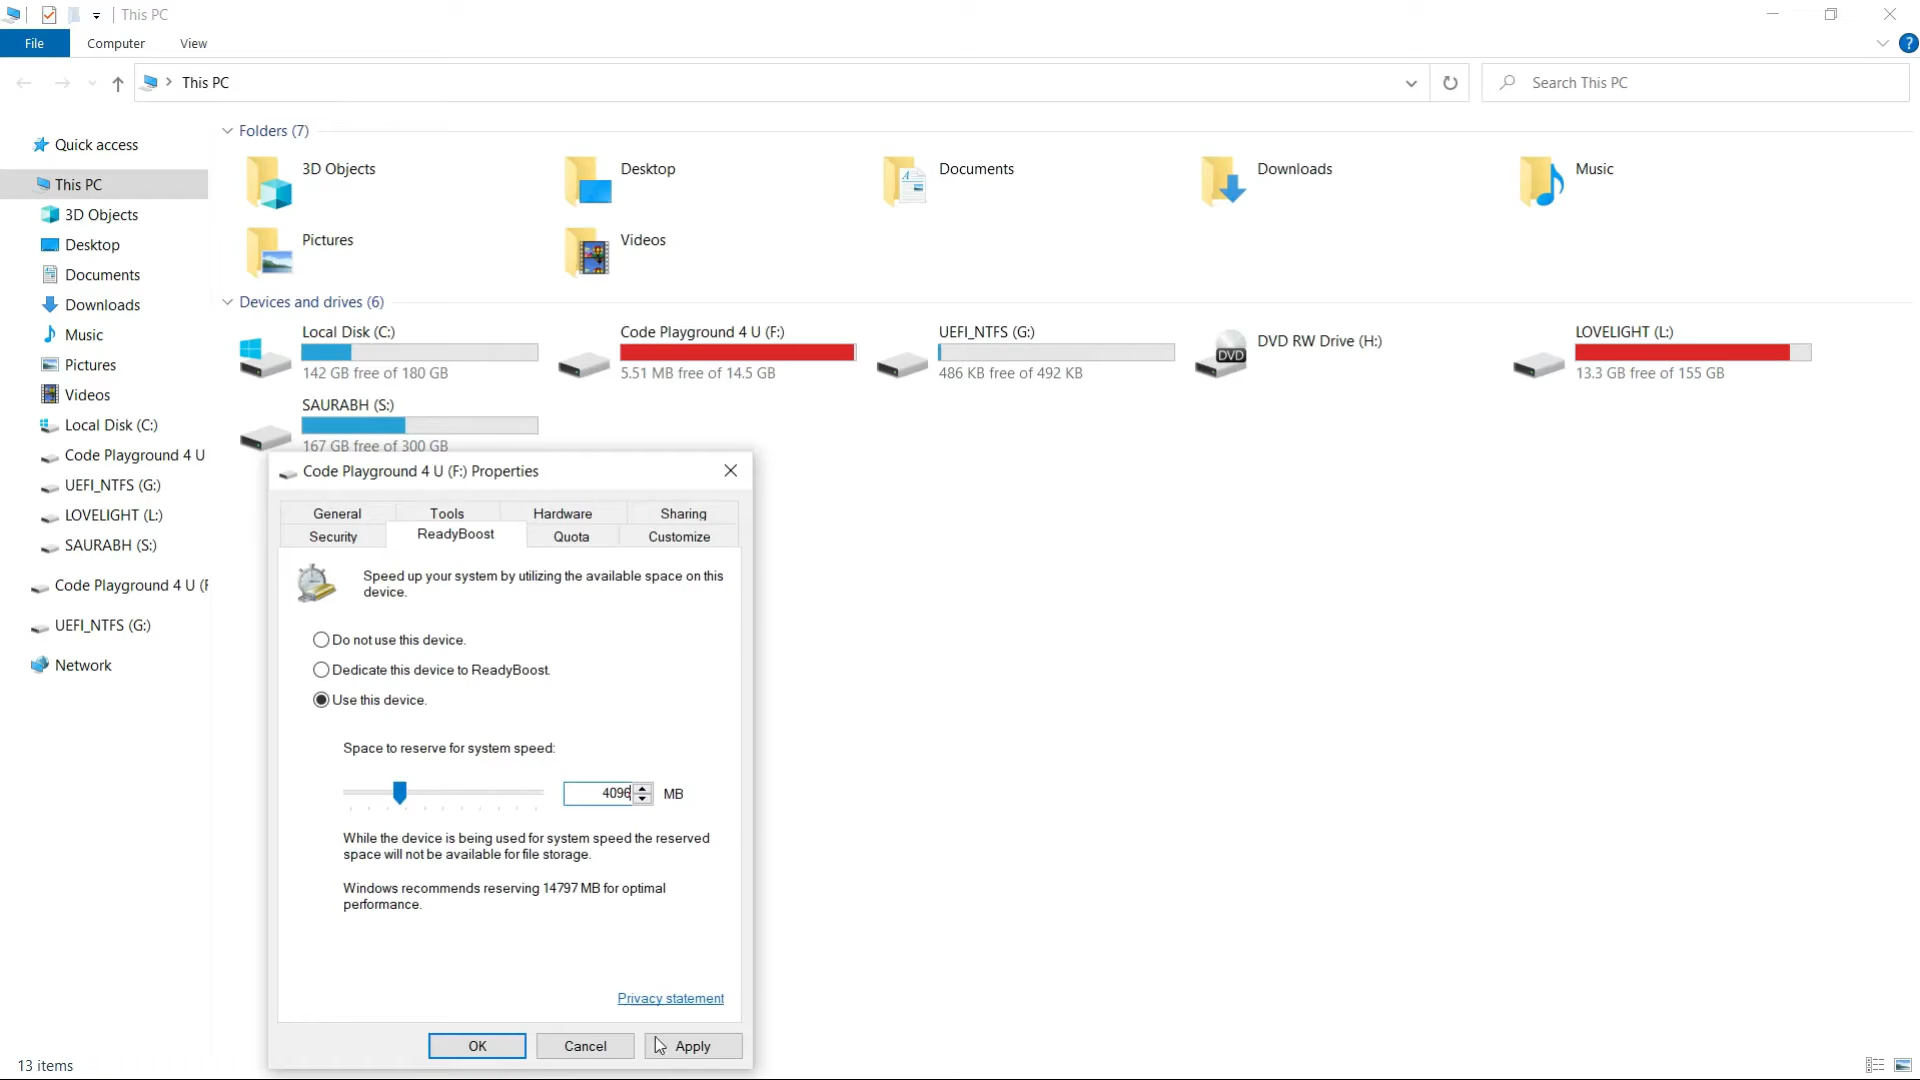 This PC
File Computer View
This PC
Search This PC
Quick access
This PC
3D Objects
Desktop
Documents
Downloads
Music
Pictures
Videos
Local Disk (C:)
Code Playground 4 U
UEFI_NTFS (G:)
LOVELIGHT (L:)
SAURABH (S:)
Code Playground 4 U (F
UEFI_NTFS (G:)
Network
Folders (7)
3D Objects
Desktop
Documents
Downloads
Music
Pictures
Videos
Devices and drives (6)
Local Disk (C:)
142 GB free of 180 GB
Code Playground 4 U (F:)
5.51 MB free of 14.5 GB
UEFI_NTFS (G:)
486 KB free of 492 KB
DVD
DVD RW Drive (H:)
LOVELIGHT (L:)
13.3 GB free of 155 GB
SAURABH (S:)
167 GB free of 300 GB
Code Playground 4 U (F:) Properties
General Tools Hardware Sharing
Security ReadyBoost Quota Customize
Speed up your system by utilizing the available space on this
device.
Do not use this device.
Dedicate this device to ReadyBoost.
Use this device.
Space to reserve for system speed:
4096 MB
While the device is being used for system speed the reserved
space will not be available for file storage.
Windows recommends reserving 14797 MB for optimal
performance.
Privacy statement
OK Cancel Apply
13 items